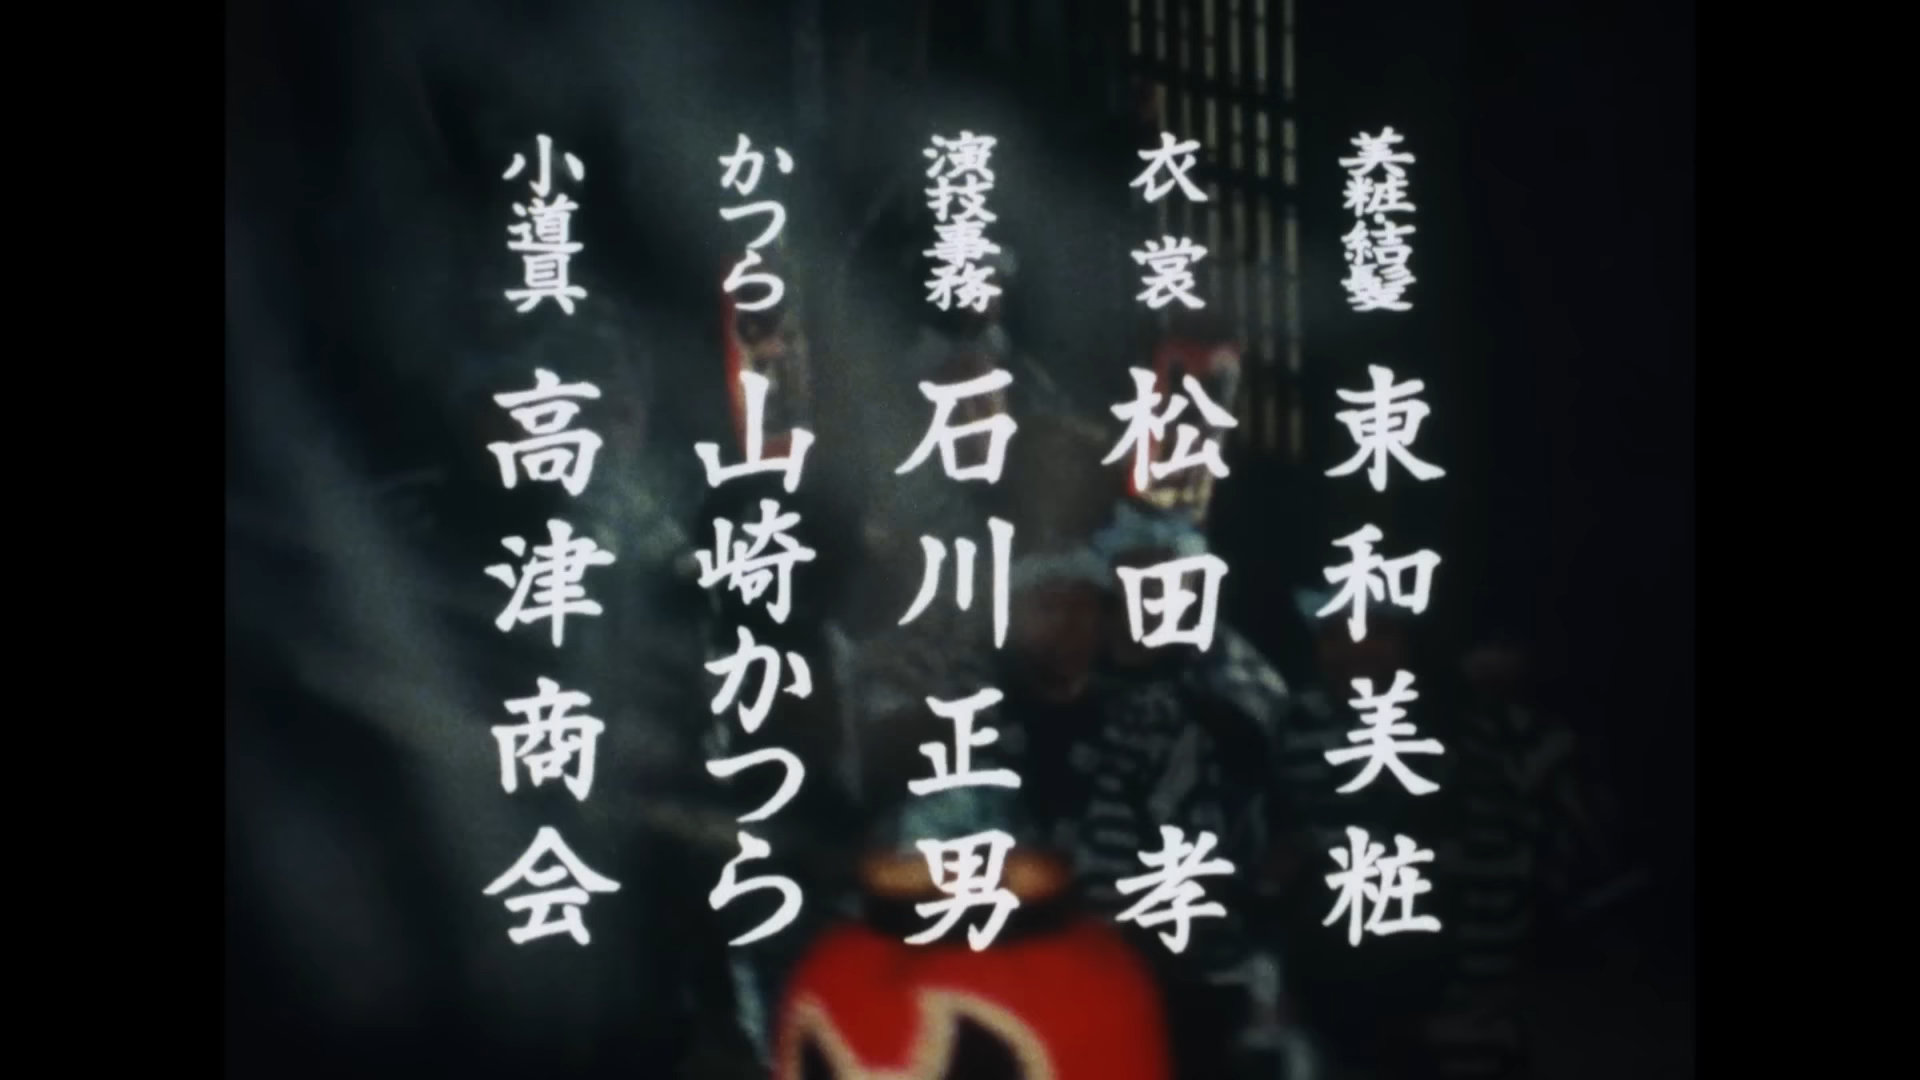 美粧・結髪 東和美粧
衣裳 松田孝
演技事務 石川正男
かつら 山崎かつら
小道具 高津商会